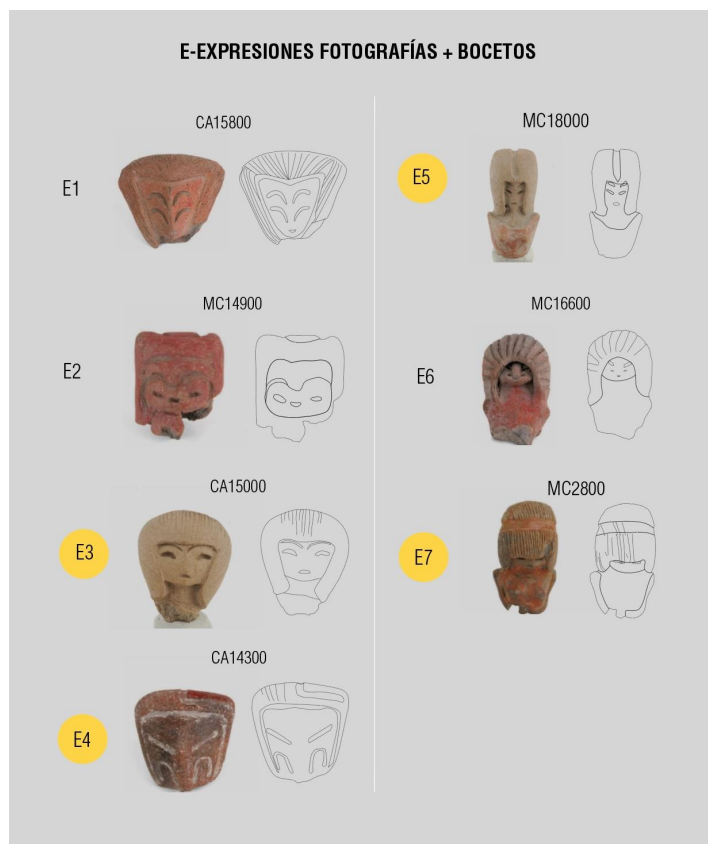 E-EXPRESIONES FOTOGRAFÍAS + BOCETOS
CA15800
E1
MC14900
E2
CA15000
E3
CA14300
E4
MC18000
E5
MC16600
E6
MC2800
E7